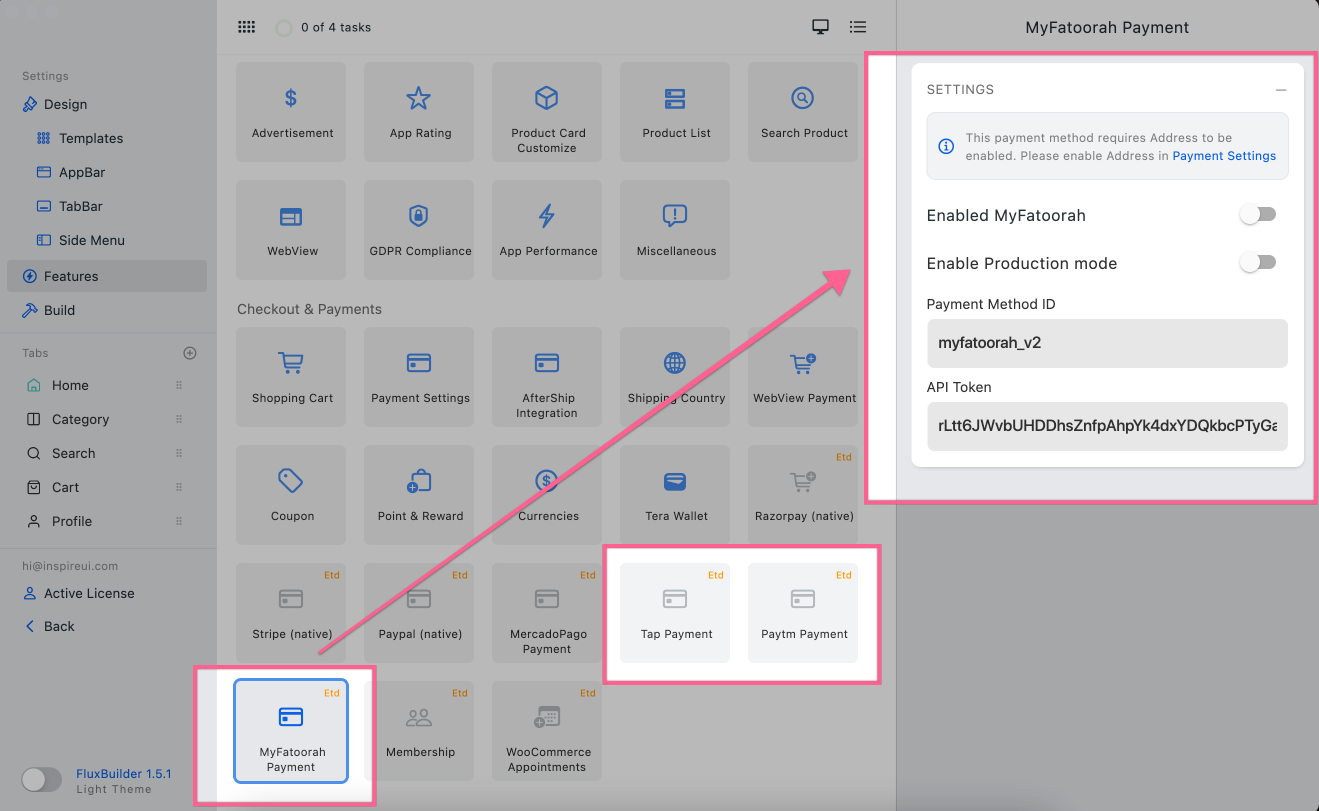 Settings
Design
Templates
AppBar
TabBar
Side Menu
Features
Build
Tabs
Home
Category
Search
Cart
Profile
hi@inspireui.com
Active License
Back
FluxBuilder 1.5.1
Light Theme
0 of 4 tasks
Advertisement
App Rating
Product Card
Customize
Product List
Search Product
WebView
GDPR Compliance
App Performance
Miscellaneous
Checkout & Payments
Shopping Cart
Payment Settings
AfterShip
Integration
Shipping Country
WebView Payment
Coupon
Point & Reward
Currencies
Tera Wallet
Etd
Razorpay (native)
Etd
Stripe (native)
Etd
Paypal (native)
Etd
MercadoPago
Payment
Etd
Tap Payment
Etd
Paytm Payment
Etd
MyFatoorah
Payment
Etd
Membership
Etd
WooCommerce
Appointments
MyFatoorah Payment
SETTINGS
This payment method requires Address to be
enabled. Please enable Address in Payment Settings
Enabled MyFatoorah
Enable Production mode
Payment Method ID
myfatoorah_v2
API Token
rLtt6JWvbUHDDhsZnfpAhpYk4dxYDQkbcPTyGa